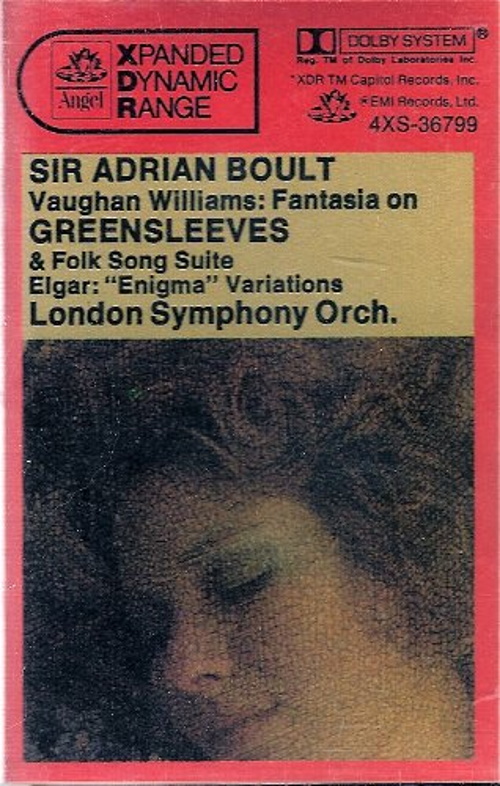 Angel
XPANDED
DYNAMIC
RANGE
DOLBY SYSTEM®
Reg. TM of Dolby Laboratories Inc.
*XDR TM Capitol Records, Inc.
®EMI Records, Ltd.
4XS-36799
SIR ADRIAN BOULT
Vaughan Williams: Fantasia on
GREENSLEEVES
& Folk Song Suite
Elgar: “Enigma” Variations
London Symphony Orch.